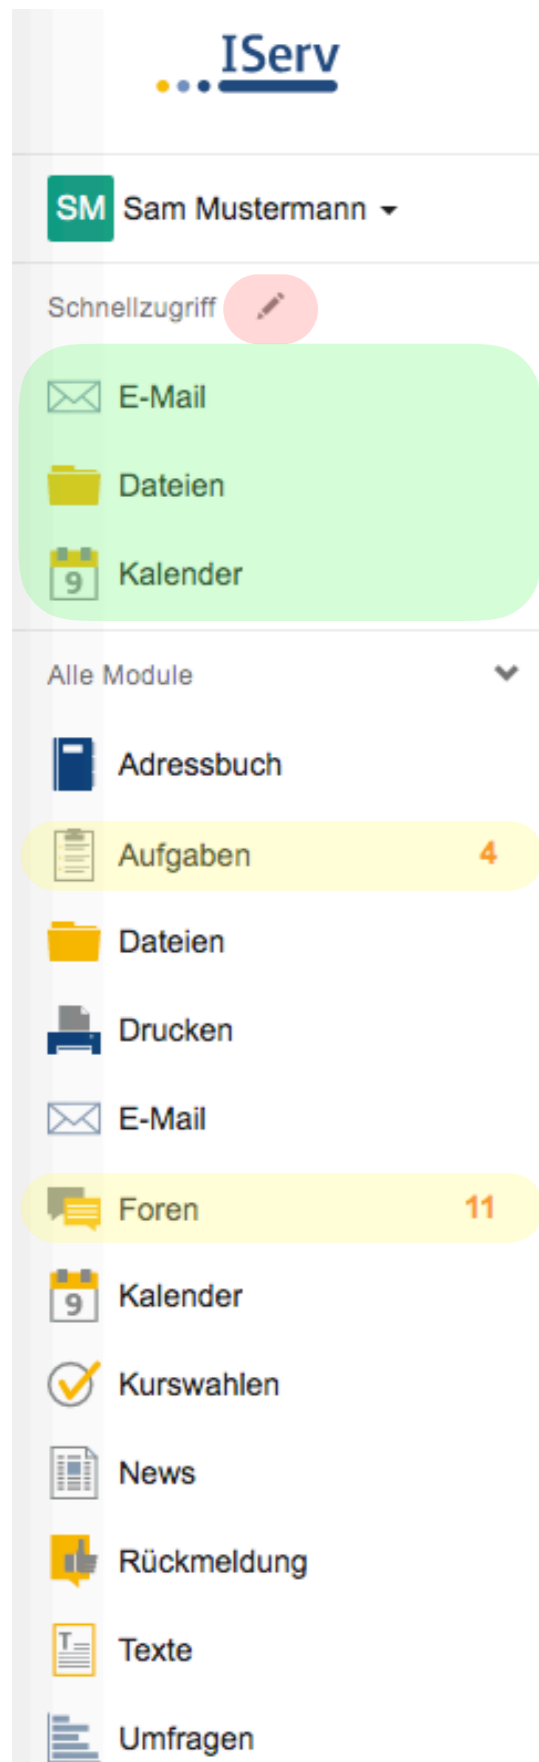 IServ
SM Sam Mustermann
Schnellzugriff
E-Mail
Dateien
9 Kalender
Alle Module
Adressbuch
Aufgaben 4
Dateien
Drucken
E-Mail
Foren 11
9 Kalender
Kurswahlen
News
Rückmeldung
T Texte
Umfragen